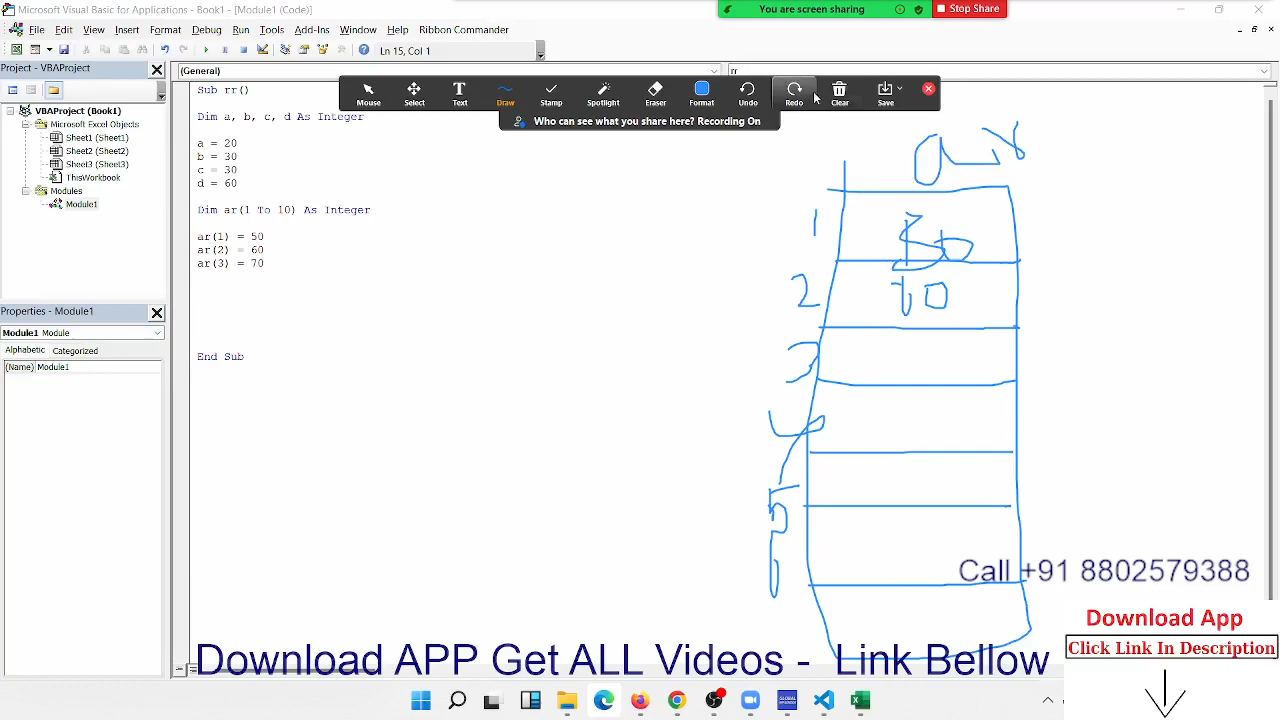 Microsoft Visual Basic for Applications - Book1 - [Module1 (Code)]
You are screen sharing
Stop Share
File Edit View Insert Format Debug Run Tools Add-Ins Window Help Ribbon Commander
Ln 15, Col 1
Project - VBAProject
(General)
rr
Mouse Select Text Draw Stamp Spotlight Eraser Format Undo Redo Clear Save
Who can see what you share here? Recording On
VBAProject (Book1)
Microsoft Excel Objects
Sheet1 (Sheet1)
Sheet2 (Sheet2)
Sheet3 (Sheet3)
ThisWorkbook
Modules
Module1
Properties - Module1
Module1 Module
Alphabetic Categorized
(Name) Module1
Sub rr()
Dim a, b, c, d As Integer
a = 20
b = 30
c = 30
d = 60
Dim ar(1 To 10) As Integer
ar(1) = 50
ar(2) = 60
ar(3) = 70
End Sub
ar
1
2
3
Call +91 8802579388
Download App
Click Link In Description
Download APP Get ALL Videos - Link Bellow